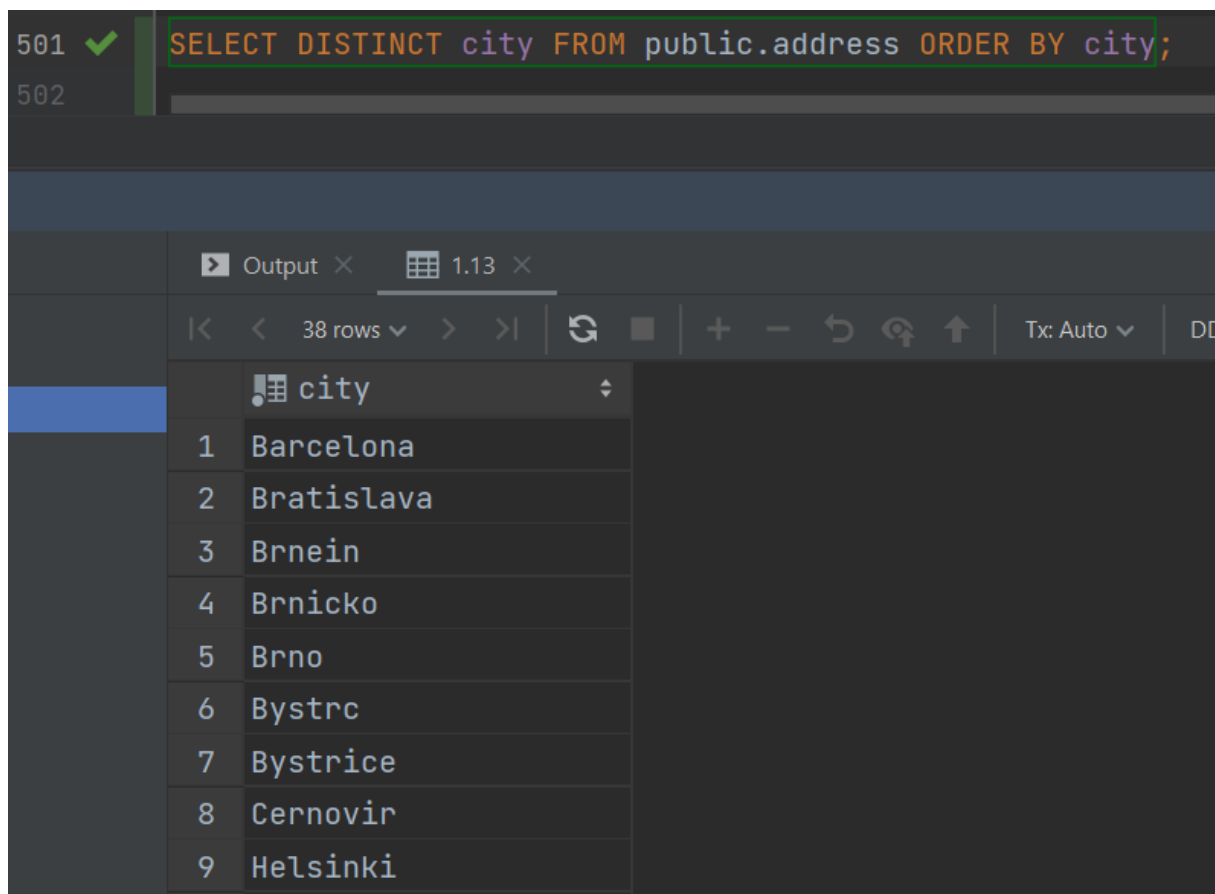 501 SELECT DISTINCT city FROM public.address ORDER BY city;
502
Output 1.13
38 rows Tx: Auto DD
city
1 Barcelona
2 Bratislava
3 Brnein
4 Brnicko
5 Brno
6 Bystrc
7 Bystrice
8 Cernovir
9 Helsinki